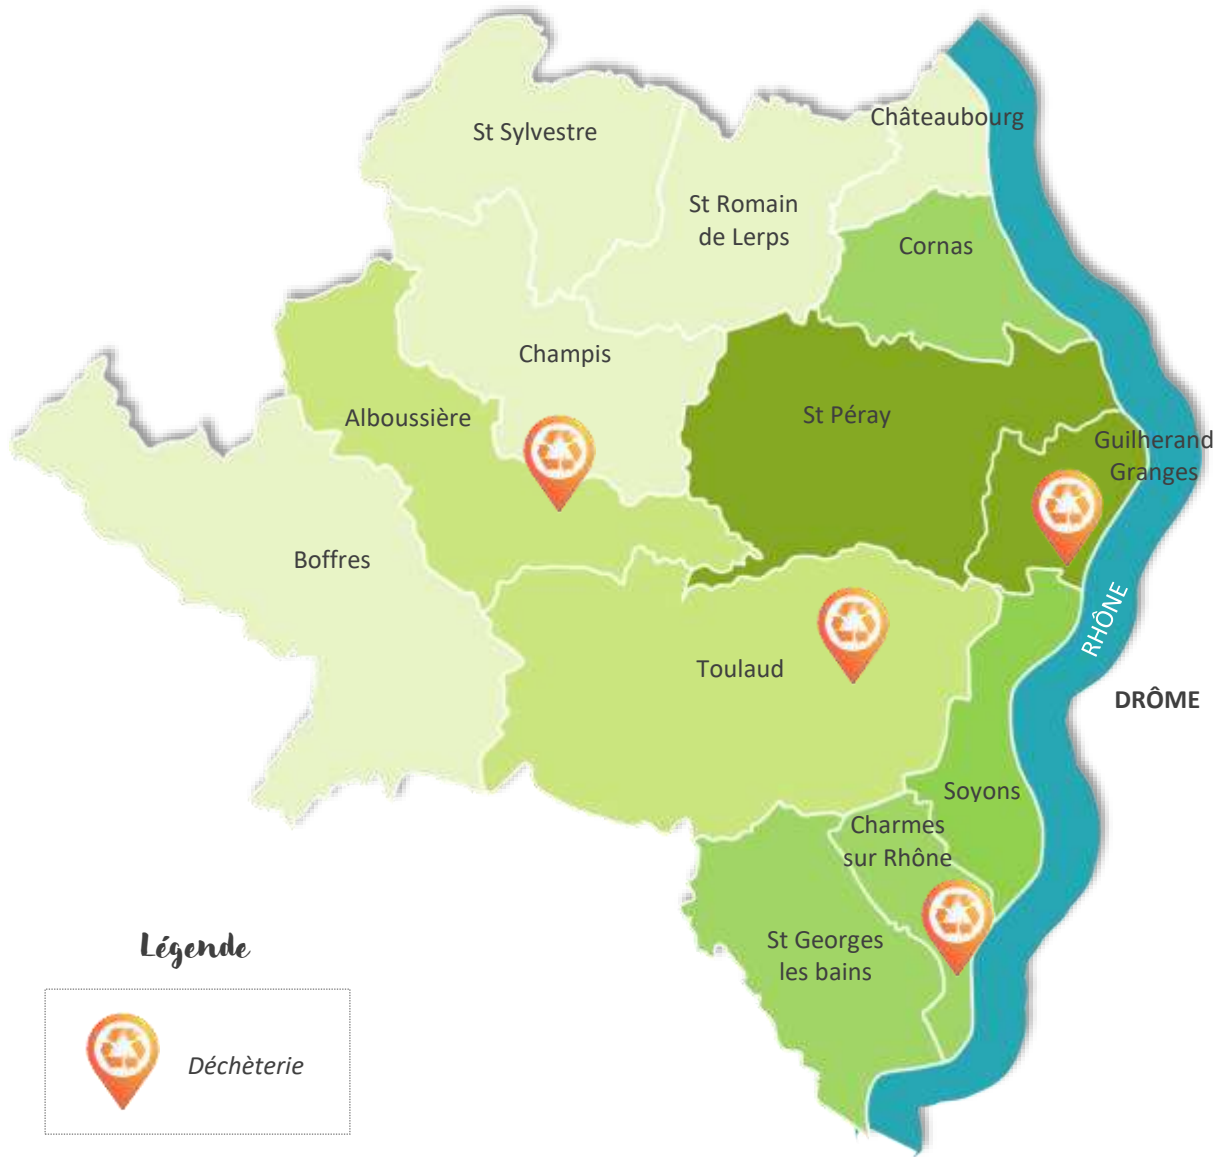 Châteaubourg
St Sylvestre
St Romain
de Lerps
Cornas
Champis
Alboussière
St Péray
Guilherand
Granges
Boffres
RHÔNE
Toulaud
DRÔME
Soyons
Charmes
sur Rhône
St Georges
les bains
Légende
Déchèterie